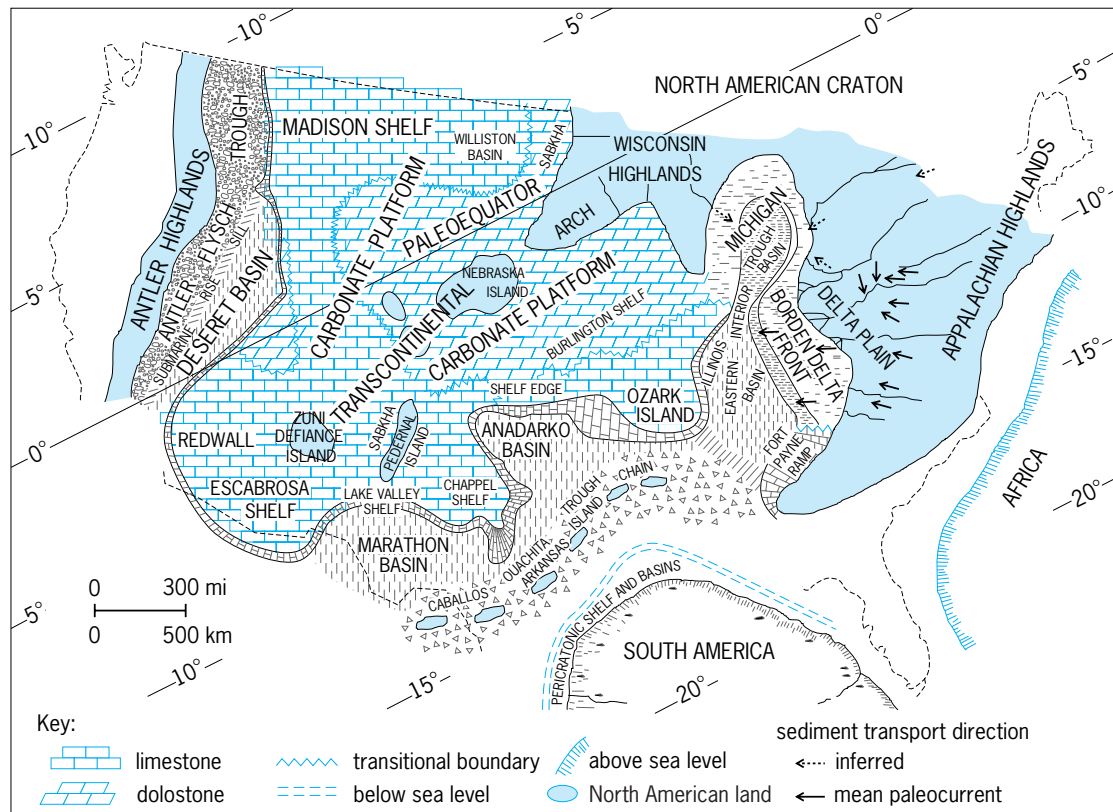 -10°
-5°
0°
-5°
-10°
-15°
-20°
-10°
-5°
0°
-5°
-10°
-15°
-20°
NORTH AMERICAN CRATON
MADISON SHELF
WILLISTON
BASIN
SABKHA
WISCONSIN
HIGHLANDS
ARCH
TROUGH
FLYSCH
ANTLER
ANTLER HIGHLANDS
SILL
RISE
SUBMARINE
DESERET BASIN
CARBONATE PLATFORM
PALEOEQUATOR
TRANSCONTINENTAL
CARBONATE PLATFORM
NEBRASKA
ISLAND
BURLINGTON SHELF
SHELF EDGE
MICHIGAN
BASIN
TROUGH
INTERIOR
EASTERN
ILLINOIS
BASIN
BORDEN DELTA
FRONT
DELTA PLAIN
APPALACHIAN HIGHLANDS
AFRICA
OZARK
ISLAND
FORT
PAYNE
RAMP
REDWALL
ZUNI
DEFIANCE
ISLAND
SABKHA
PEDERNAL
ISLAND
ANADARKO
BASIN
ESCABROSA
SHELF
LAKE VALLEY
SHELF
CHAPPEL
SHELF
MARATHON
BASIN
CABALLOS
ARKANSAS
ISLAND
CHAIN
OUACHITA
TROUGH
PERICRATONIC SHELF AND BASINS
SOUTH AMERICA
0 300 mi
0 500 km
Key:
limestone
dolostone
transitional boundary
below sea level
above sea level
North American land
sediment transport direction
inferred
mean paleocurrent